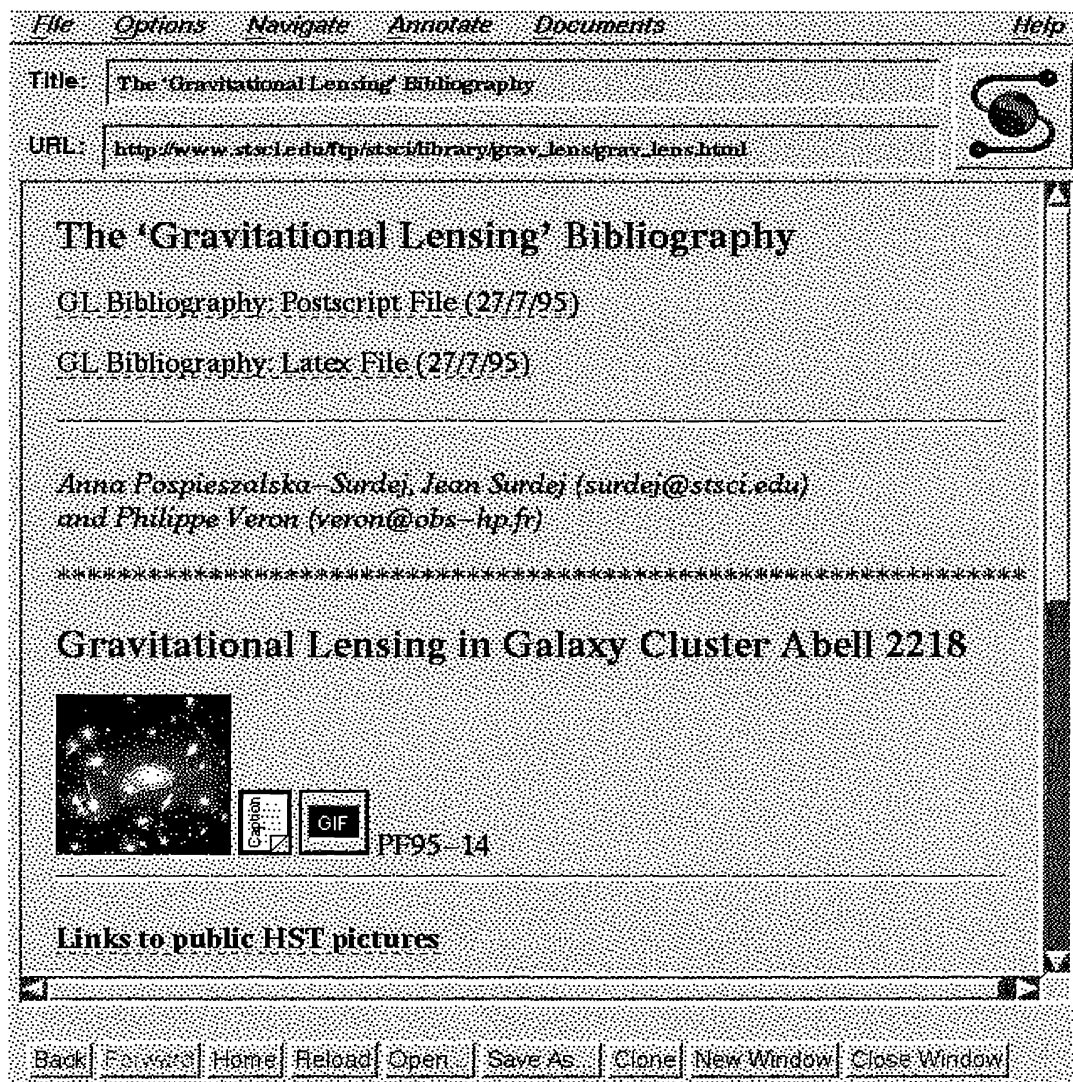 File Options Navigate Annotate Documents Help
Title: The 'Gravitational Lensing' Bibliography
URL: http://www.stsci.edu/ftp/stsci/library/grav_lens/grav_lens.html
The ‘Gravitational Lensing’ Bibliography
GL Bibliography: Postscript File (27/7/95)
GL Bibliography: Latex File (27/7/95)
Anna Pospieszalska-Surdej, Jean Surdej (surdej@stsci.edu)
and Philippe Veron (veron@obs-hp.fr)
****************************************************************
Gravitational Lensing in Galaxy Cluster Abell 2218
Caption GIF PF95-14
Links to public HST pictures
Back Forward Home Reload Open... Save As... Clone New Window Close Window